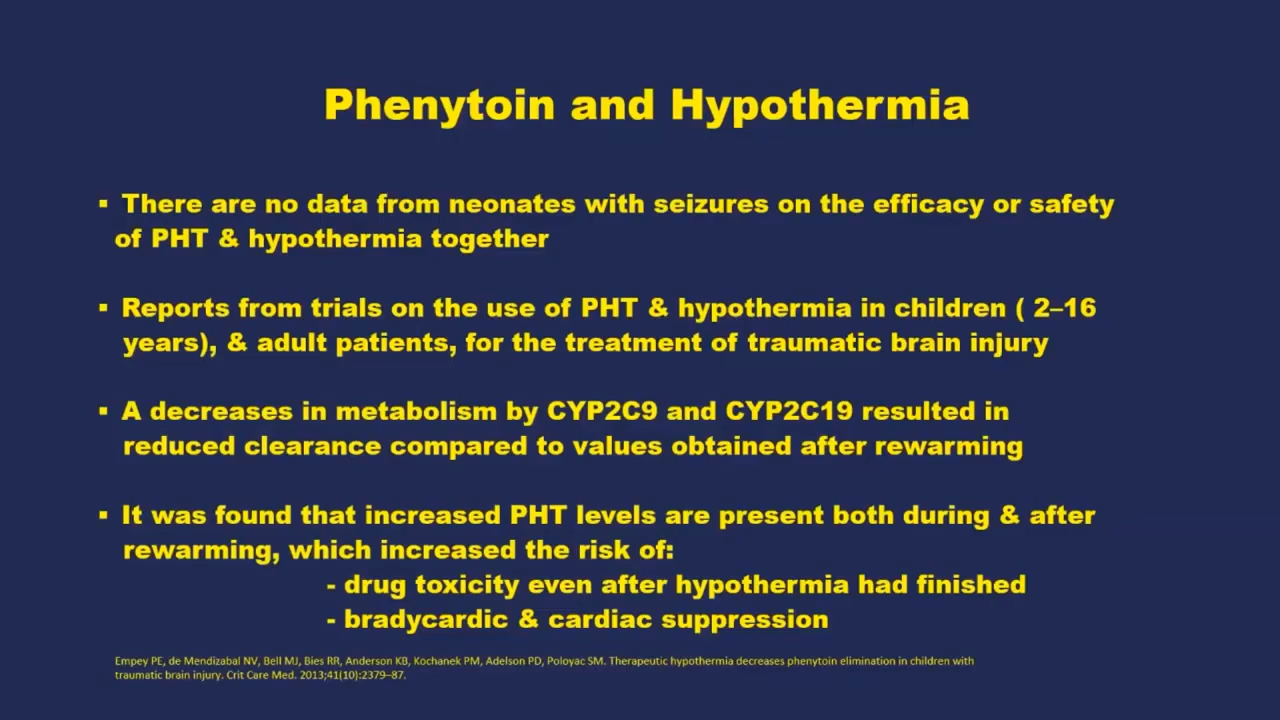 Phenytoin and Hypothermia
▪ There are no data from neonates with seizures on the efficacy or safety
of PHT & hypothermia together
▪ Reports from trials on the use of PHT & hypothermia in children ( 2–16
years), & adult patients, for the treatment of traumatic brain injury
▪ A decreases in metabolism by CYP2C9 and CYP2C19 resulted in
reduced clearance compared to values obtained after rewarming
▪ It was found that increased PHT levels are present both during & after
rewarming, which increased the risk of:
- drug toxicity even after hypothermia had finished
- bradycardic & cardiac suppression
Empey PE, de Mendizabal NV, Bell MJ, Bies RR, Anderson KB, Kochanek PM, Adelson PD, Poloyac SM. Therapeutic hypothermia decreases phenytoin elimination in children with
traumatic brain injury. Crit Care Med. 2013;41(10):2379–87.